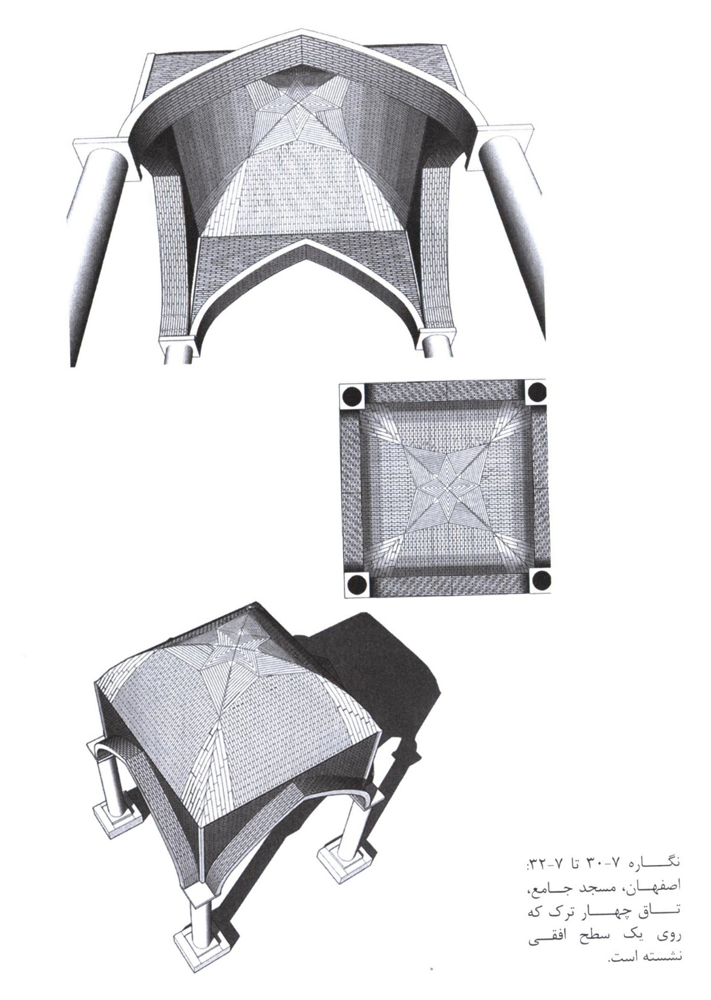 نگاره ۷-۳۰ تا ۷-۳۲:
اصفهان، مسجد جامع،
تاق چهار ترک که
روی یک سطح افقی
نشسته است.